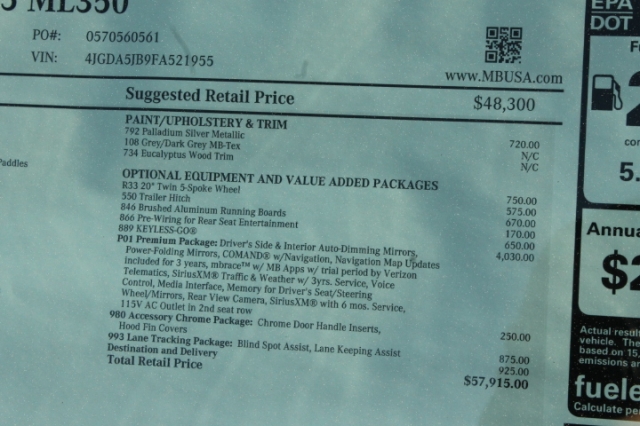 5 ML350
PO#: 0570560561
VIN: 4JGDA5JB9FA521955
www.MBUSA.com
Suggested Retail Price $48,300
PAINT/UPHOLSTERY & TRIM
792 Palladium Silver Metallic 720.00
108 Grey/Dark Grey MB-Tex N/C
734 Eucalyptus Wood Trim N/C
Paddles
OPTIONAL EQUIPMENT AND VALUE ADDED PACKAGES
R33 20" Twin 5-Spoke Wheel 750.00
550 Trailer Hitch 575.00
846 Brushed Aluminum Running Boards 670.00
866 Pre-Wiring for Rear Seat Entertainment 170.00
889 KEYLESS-GO® 650.00
P01 Premium Package: Driver's Side & Interior Auto-Dimming Mirrors, 4,030.00
Power-Folding Mirrors, COMAND® w/Navigation, Navigation Map Updates
included for 3 years, mbrace™ w/ MB Apps w/ trial period by Verizon
Telematics, SiriusXM® Traffic & Weather w/ 3yrs. Service, Voice
Control, Media Interface, Memory for Driver's Seat/Steering
Wheel/Mirrors, Rear View Camera, SiriusXM® with 6 mos. Service,
115V AC Outlet in 2nd seat row
980 Accessory Chrome Package: Chrome Door Handle Inserts, 250.00
Hood Fin Covers
993 Lane Tracking Package: Blind Spot Assist, Lane Keeping Assist 875.00
Destination and Delivery 925.00
Total Retail Price $57,915.00
EPA
DOT
5.
Annua
$2
Actual result
vehicle. The
based on 15,
emissions ar
fuele
Calculate pe